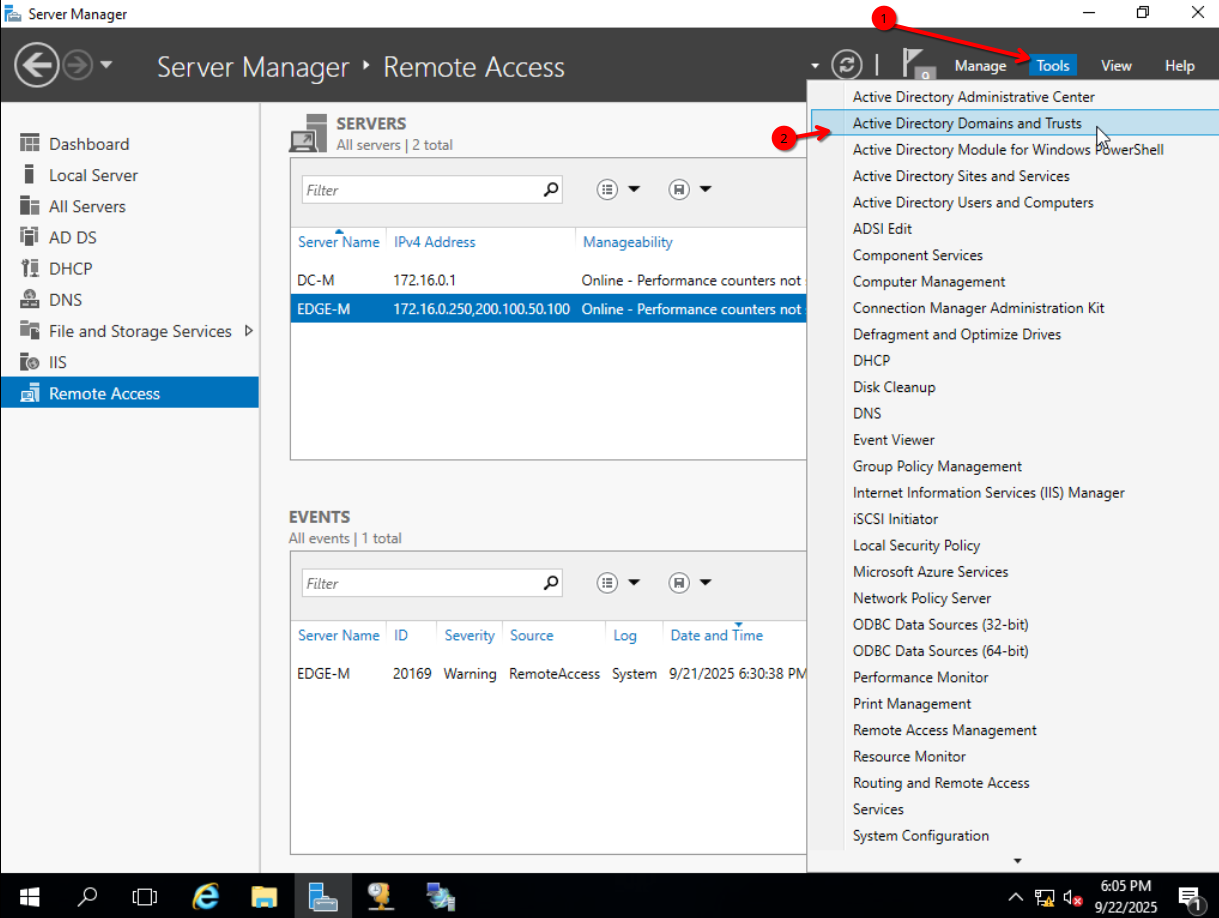 Server Manager
1
Server Manager ‣ Remote Access
Manage Tools View Help
Dashboard
Local Server
All Servers
AD DS
DHCP
DNS
File and Storage Services
IIS
Remote Access
SERVERS
All servers | 2 total
Filter
Server Name IPv4 Address Manageability
DC-M 172.16.0.1 Online - Performance counters not
EDGE-M 172.16.0.250,200.100.50.100 Online - Performance counters not
EVENTS
All events | 1 total
Filter
Server Name ID Severity Source Log Date and Time
EDGE-M 20169 Warning RemoteAccess System 9/21/2025 6:30:38 PM
Active Directory Administrative Center
2
Active Directory Domains and Trusts
Active Directory Module for Windows PowerShell
Active Directory Sites and Services
Active Directory Users and Computers
ADSI Edit
Component Services
Computer Management
Connection Manager Administration Kit
Defragment and Optimize Drives
DHCP
Disk Cleanup
DNS
Event Viewer
Group Policy Management
Internet Information Services (IIS) Manager
iSCSI Initiator
Local Security Policy
Microsoft Azure Services
Network Policy Server
ODBC Data Sources (32-bit)
ODBC Data Sources (64-bit)
Performance Monitor
Print Management
Remote Access Management
Resource Monitor
Routing and Remote Access
Services
System Configuration
6:05 PM
9/22/2025
1